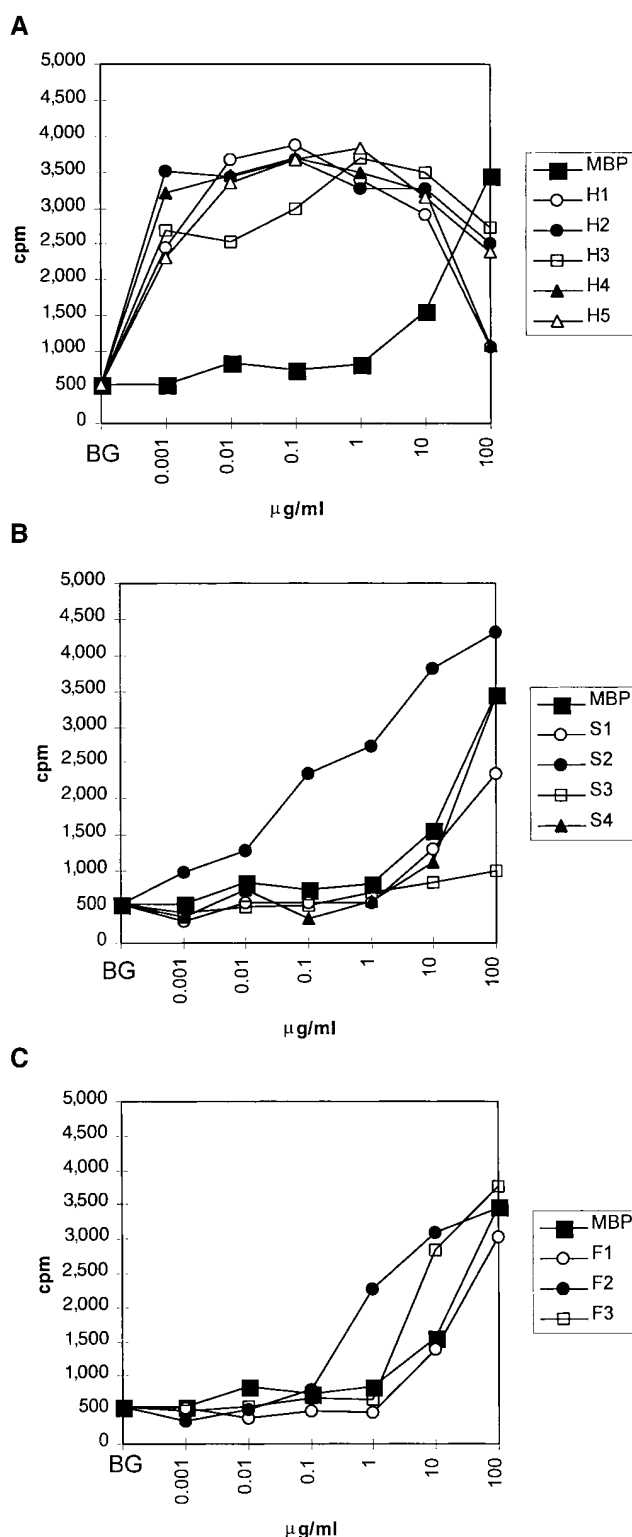 A
5,000
4,500
4,000
3,500
3,000
2,500
2,000
1,500
1,000
500
0
cpm
BG
0.001
0.01
0.1
1
10
100
μg/ml
MBP
H1
H2
H3
H4
H5
B
5,000
4,500
4,000
3,500
3,000
2,500
2,000
1,500
1,000
500
0
cpm
BG
0.001
0.01
0.1
1
10
100
μg/ml
MBP
S1
S2
S3
S4
C
5,000
4,500
4,000
3,500
3,000
2,500
2,000
1,500
1,000
500
0
cpm
BG
0.001
0.01
0.1
1
10
100
μg/ml
MBP
F1
F2
F3